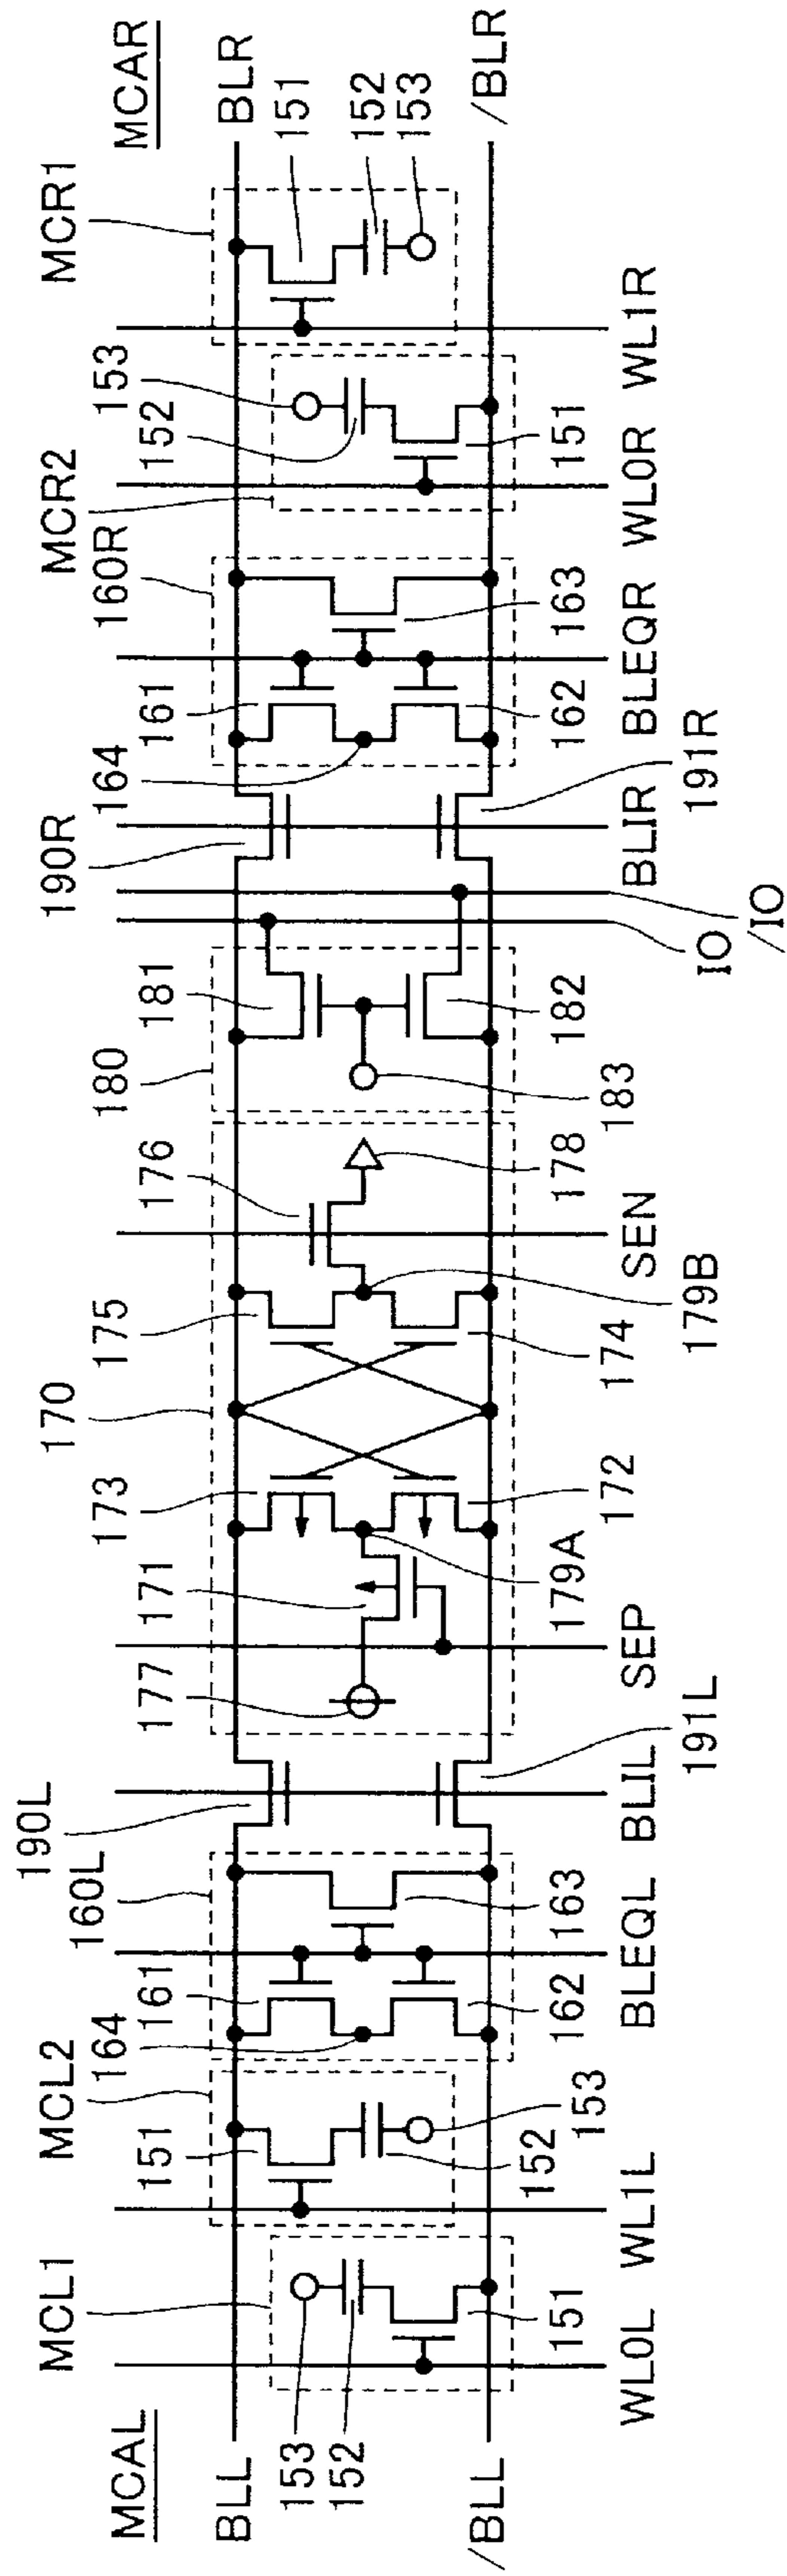 190L
MCL1
MCL2
170
190R
MCR2
MCR1
160L
164
175
180
164
160R
153
MCAL
MCAR
151
161
177
171
176
181
161
152
173
BLL
BLR
153
151
152
152
153
/BLL
/BLR
151
152
162
163
178
162
163
151
153
179A
172
174
183
182
WL0L
WL1L
BLEQL
BLIL
SEP
SEN
BLIR
BLEQR
WL0R
WL1R
191L
179B
IO
191R
/IO